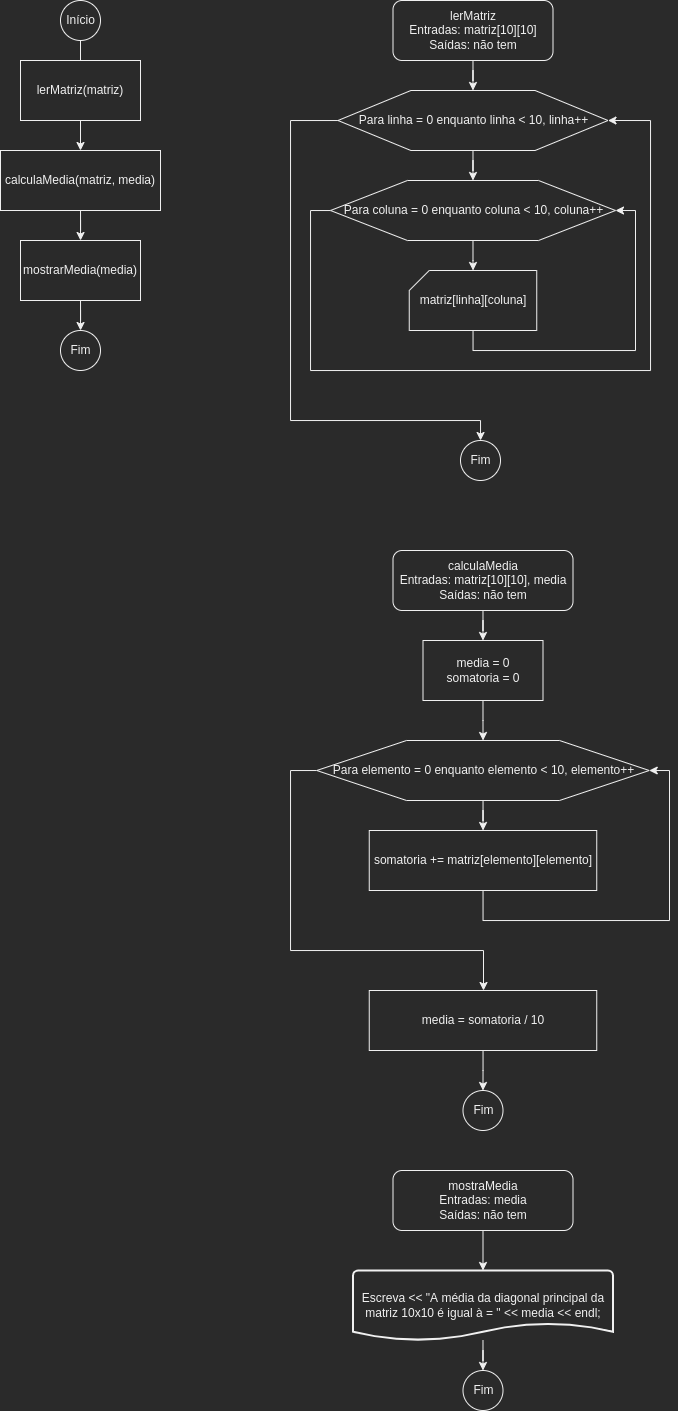 Início
lerMatriz(matriz)
calculaMedia(matriz, media)
mostrarMedia(media)
Fim
lerMatriz
Entradas: matriz[10][10]
Saídas: não tem
Para linha = 0 enquanto linha < 10, linha++
Para coluna = 0 enquanto coluna < 10, coluna++
matriz[linha][coluna]
Fim
calculaMedia
Entradas: matriz[10][10], media
Saídas: não tem
media = 0
somatoria = 0
Para elemento = 0 enquanto elemento < 10, elemento++
somatoria += matriz[elemento][elemento]
media = somatoria / 10
Fim
mostraMedia
Entradas: media
Saídas: não tem
Escreva << "A média da diagonal principal da
matriz 10x10 é igual à = " << media << endl;
Fim